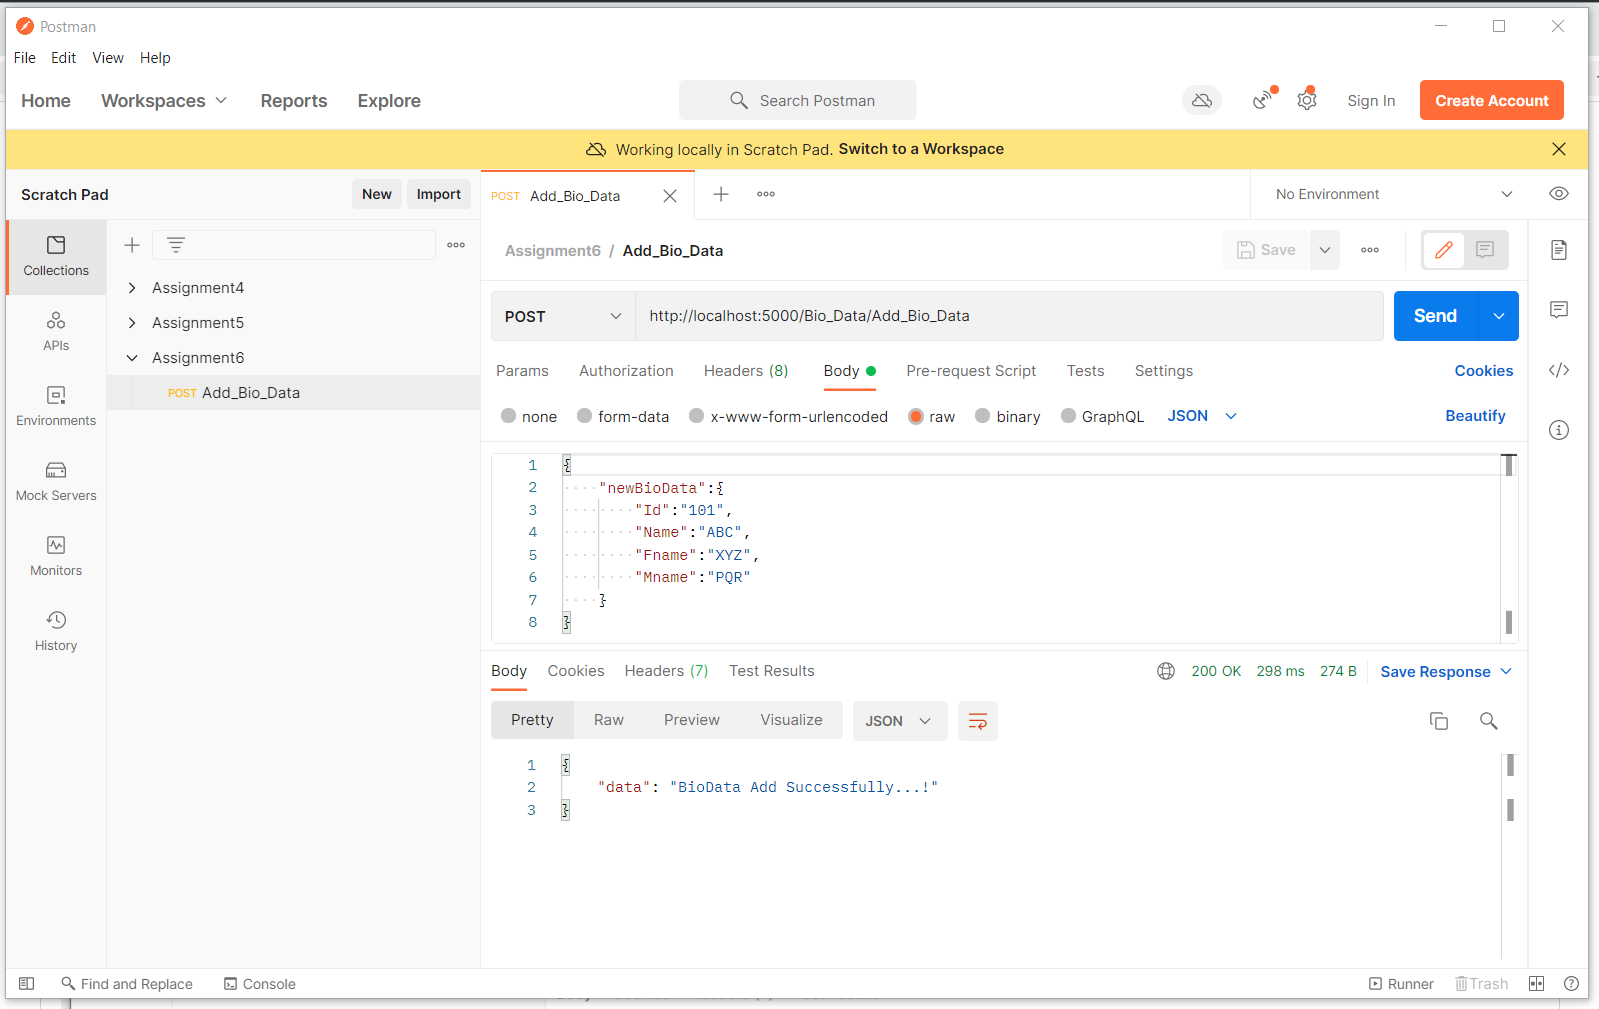 Postman
File Edit View Help
Home Workspaces Reports Explore Search Postman Sign In Create Account
Working locally in Scratch Pad. Switch to a Workspace
Scratch Pad New Import POST Add_Bio_Data No Environment
Collections
APIs
Environments
Mock Servers
Monitors
History
Assignment4
Assignment5
Assignment6
POST Add_Bio_Data
Assignment6 / Add_Bio_Data Save
POST http://localhost:5000/Bio_Data/Add_Bio_Data Send
Params Authorization Headers (8) Body Pre-request Script Tests Settings Cookies
none form-data x-www-form-urlencoded raw binary GraphQL JSON Beautify
1 {
2 "newBioData":{
3 "Id":"101",
4 "Name":"ABC",
5 "Fname":"XYZ",
6 "Mname":"PQR"
7 }
8 }
Body Cookies Headers (7) Test Results 200 OK 298 ms 274 B Save Response
Pretty Raw Preview Visualize JSON
1 {
2 "data": "BioData Add Successfully...!"
3 }
Find and Replace Console Runner Trash